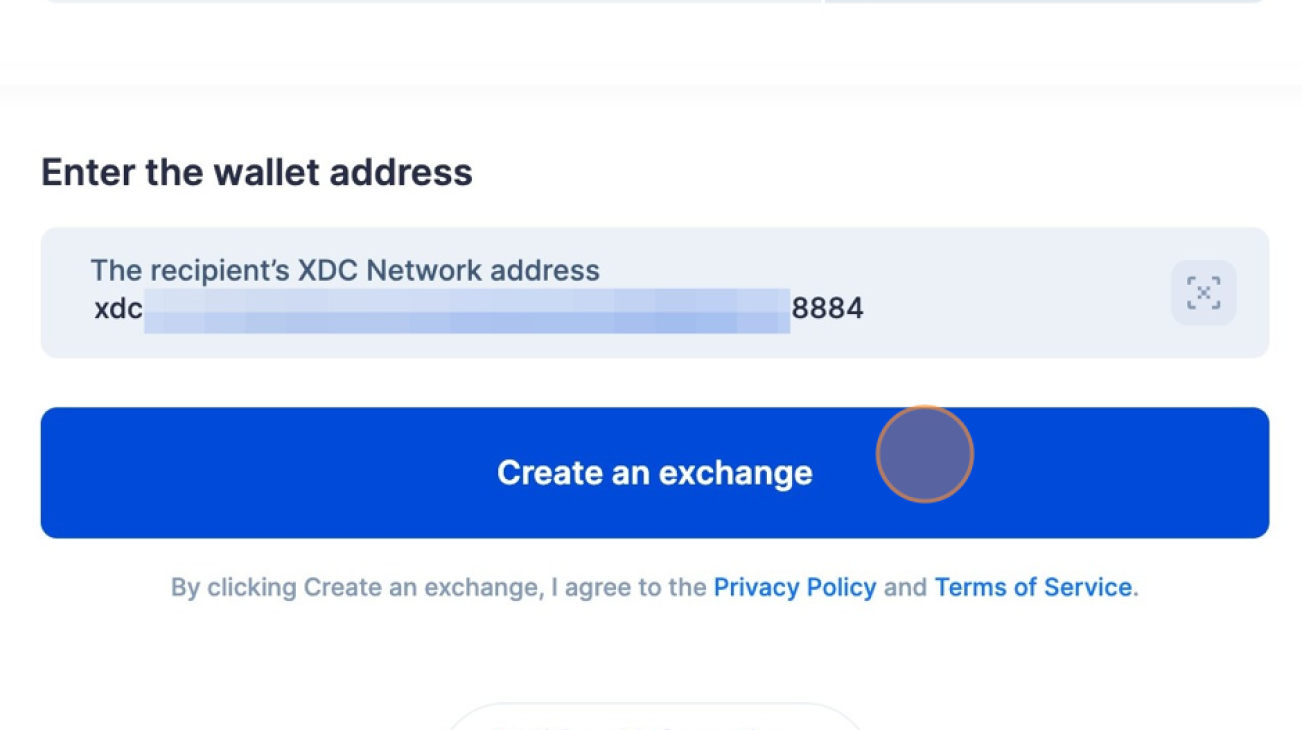 Enter the wallet address
The recipient's XDC Network address
xdc 8884
Create an exchange
By clicking Create an exchange, I agree to the Privacy Policy and Terms of Service.